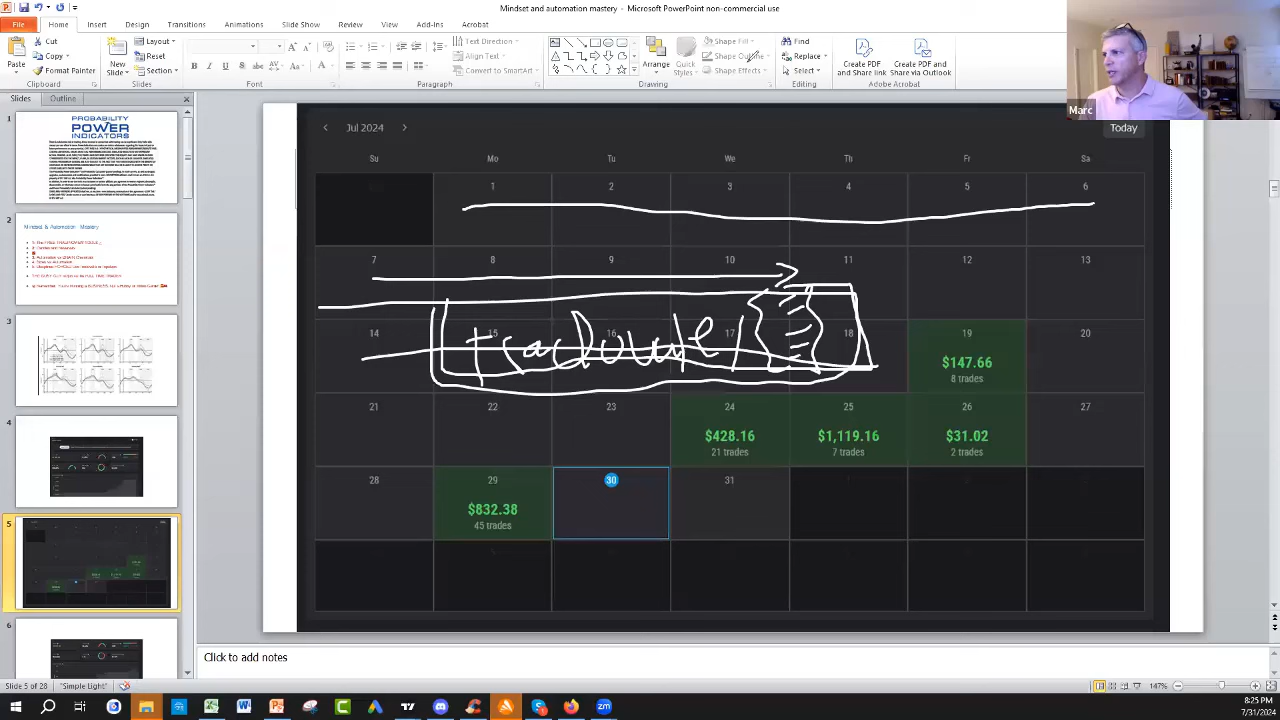 Mindset and automation mastery - Microsoft PowerPoint non-commercial use
File Home Insert Design Transitions Animations Slide Show Review View Add-Ins Acrobat
Cut
Copy
Format Painter
Paste
Clipboard
New Slide
Layout
Reset
Section
Slides
Font
Text Direction
Align Text
Convert to SmartArt
Paragraph
Arrange
Quick Styles
Shape Fill
Shape Outline
Shape Effects
Drawing
Find
Replace
Select
Editing
Create PDF and Share link
Create PDF and Share via Outlook
Adobe Acrobat
Marc
Slides Outline
1
PROBABILITY
POWER
INDICATORS
2
Mindset & Automation Mastery
3
4
5
6
Jul 2024
Today
Su Mo Tu We Th Fr Sa
1 2 3 4 5 6
7 8 9 10 11 12 13
14 15 16 17 18 19 20
$147.66
8 trades
21 22 23 24 25 26 27
$428.16 $1,119.16 $31.02
21 trades 7 trades 2 trades
28 29 30 31
$832.38
45 trades
Click to add notes
Slide 5 of 28 "Simple Light" 147%
8:25 PM
7/31/2024